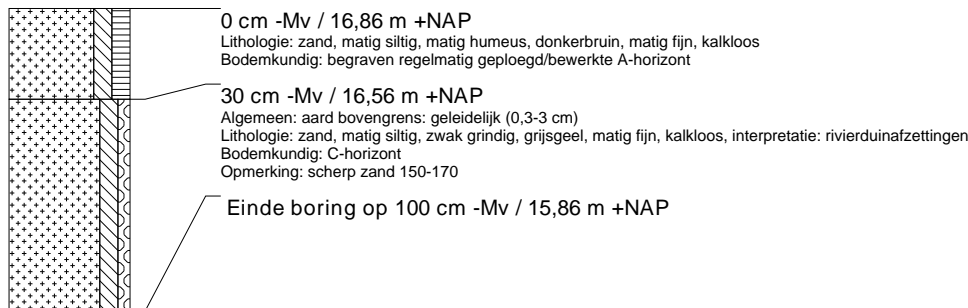 0 cm -Mv / 16,86 m +NAP
Lithologie: zand, matig siltig, matig humeus, donkerbruin, matig fijn, kalkloos
Bodemkundig: begraven regelmatig geploegd/bewerkte A-horizont
30 cm -Mv / 16,56 m +NAP
Algemeen: aard bovengrens: geleidelijk (0,3-3 cm)
Lithologie: zand, matig siltig, zwak grindig, grijsgeel, matig fijn, kalkloos, interpretatie: rivierduinafzettingen
Bodemkundig: C-horizont
Opmerking: scherp zand 150-170
Einde boring op 100 cm -Mv / 15,86 m +NAP